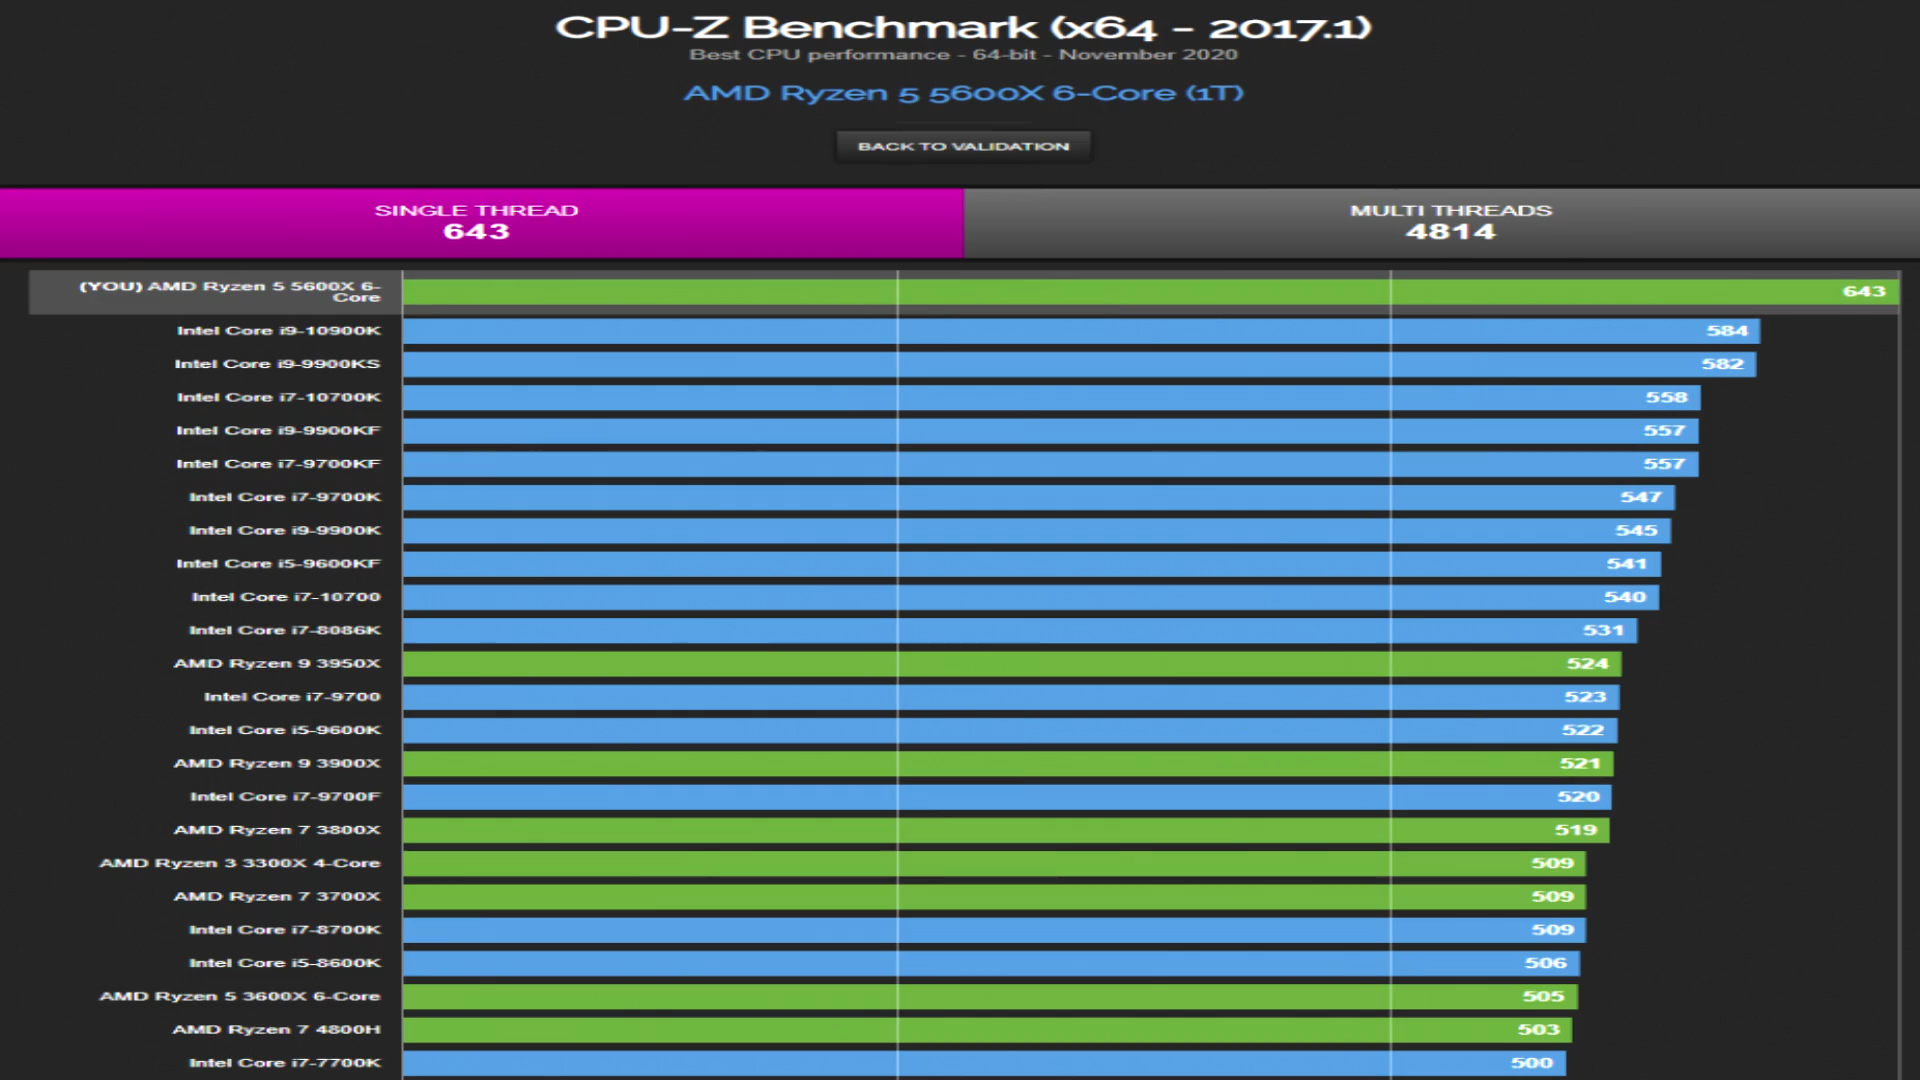 CPU-Z Benchmark (x64 - 2017.1)
Best CPU performance - 64-bit - November 2020
AMD Ryzen 5 5600X 6-Core (1T)
BACK TO VALIDATION
SINGLE THREAD
643
MULTI THREADS
4814
(YOU) AMD Ryzen 5 5600X 6-
Core
643
Intel Core i9-10900K 584
Intel Core i9-9900KS 582
Intel Core i7-10700K 558
Intel Core i9-9900KF 557
Intel Core i7-9700KF 557
Intel Core i7-9700K 547
Intel Core i9-9900K 545
Intel Core i5-9600KF 541
Intel Core i7-10700 540
Intel Core i7-8086K 531
AMD Ryzen 9 3950X 524
Intel Core i7-9700 523
Intel Core i5-9600K 522
AMD Ryzen 9 3900X 521
Intel Core i7-9700F 520
AMD Ryzen 7 3800X 519
AMD Ryzen 3 3300X 4-Core 509
AMD Ryzen 7 3700X 509
Intel Core i7-8700K 509
Intel Core i5-8600K 506
AMD Ryzen 5 3600X 6-Core 505
AMD Ryzen 7 4800H 503
Intel Core i7-7700K 500